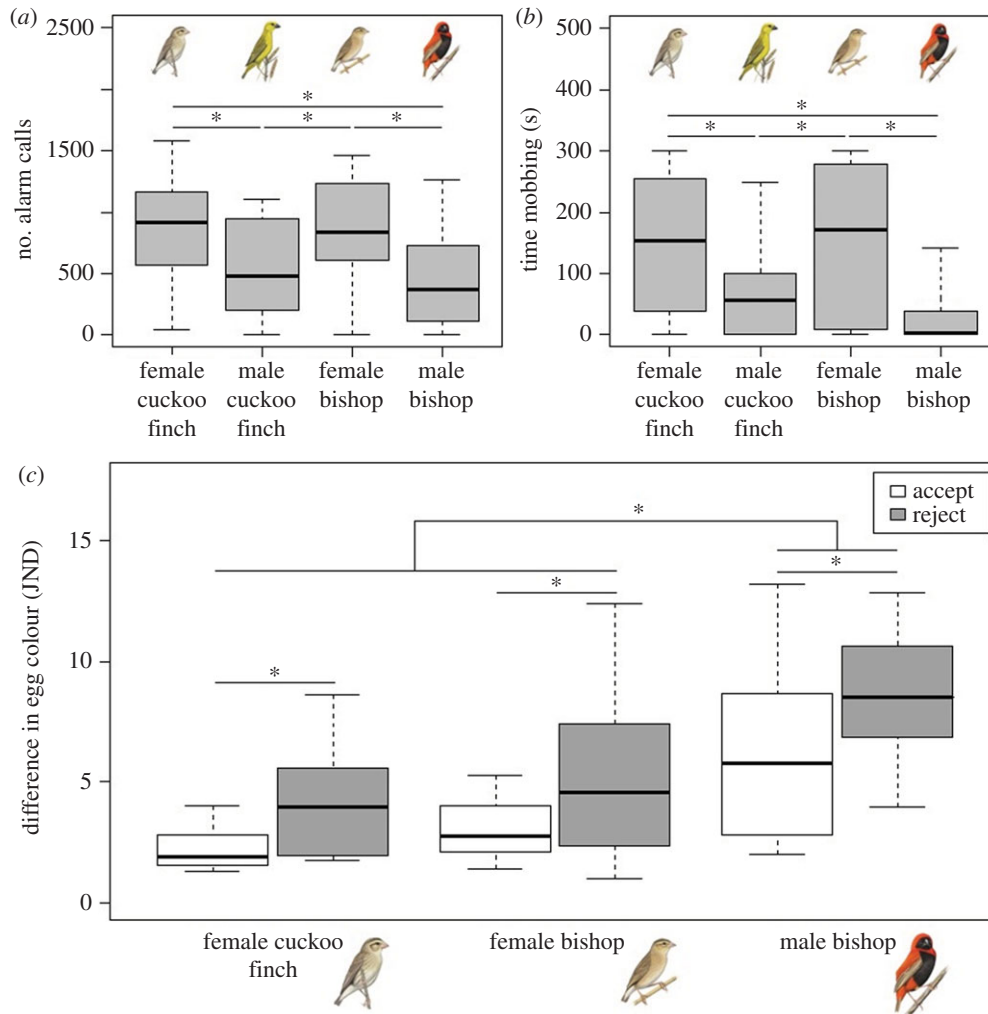 (a)
2500
1500
500
0
no. alarm calls
*
* * *
female
cuckoo
finch
male
cuckoo
finch
female
bishop
male
bishop
(b)
500
400
300
200
100
0
time mobbing (s)
*
* * *
female
cuckoo
finch
male
cuckoo
finch
female
bishop
male
bishop
(c)
15
10
5
0
difference in egg colour (JND)
accept
reject
*
*
*
*
female cuckoo
finch
female bishop
male bishop